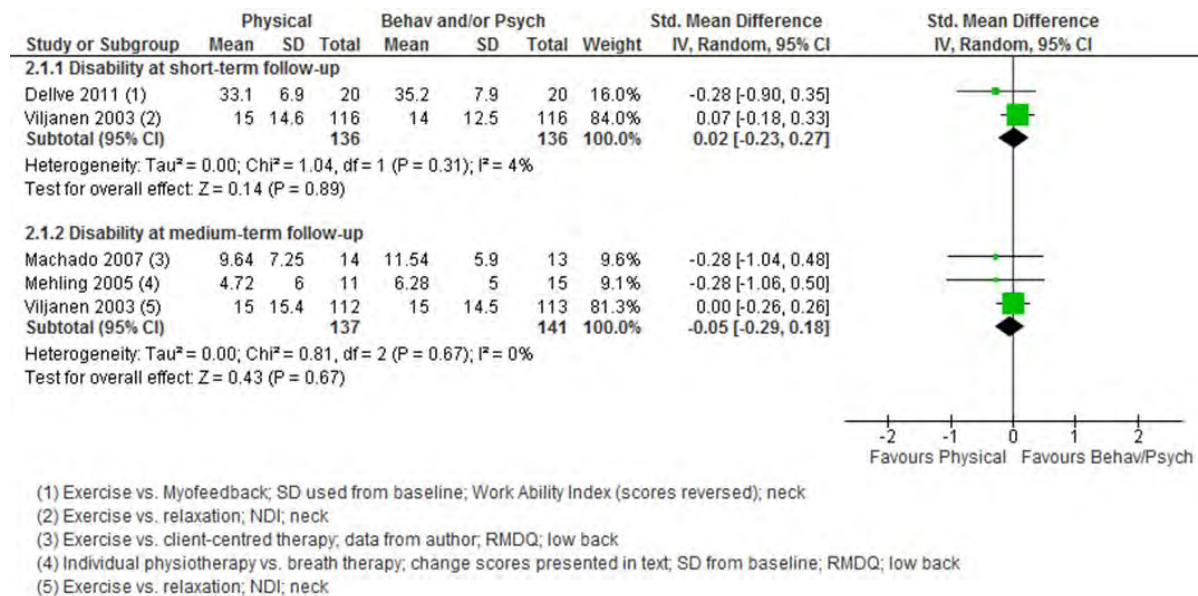 Physical Behav and/or Psych Std. Mean Difference Std. Mean Difference
Study or Subgroup Mean SD Total Mean SD Total Weight IV, Random, 95% CI IV, Random, 95% CI
2.1.1 Disability at short-term follow-up
Dellve 2011 (1) 33.1 6.9 20 35.2 7.9 20 16.0% -0.28 [-0.90, 0.35]
Viljanen 2003 (2) 15 14.6 116 14 12.5 116 84.0% 0.07 [-0.18, 0.33]
Subtotal (95% CI) 136 136 100.0% 0.02 [-0.23, 0.27]
Heterogeneity: Tau² = 0.00; Chi² = 1.04, df = 1 (P = 0.31); I² = 4%
Test for overall effect: Z = 0.14 (P = 0.89)
2.1.2 Disability at medium-term follow-up
Machado 2007 (3) 9.64 7.25 14 11.54 5.9 13 9.6% -0.28 [-1.04, 0.48]
Mehling 2005 (4) 4.72 6 11 6.28 5 15 9.1% -0.28 [-1.06, 0.50]
Viljanen 2003 (5) 15 15.4 112 15 14.5 113 81.3% 0.00 [-0.26, 0.26]
Subtotal (95% CI) 137 141 100.0% -0.05 [-0.29, 0.18]
Heterogeneity: Tau² = 0.00; Chi² = 0.81, df = 2 (P = 0.67); I² = 0%
Test for overall effect: Z = 0.43 (P = 0.67)
-2 -1 0 1 2
Favours Physical Favours Behav/Psych
(1) Exercise vs. Myofeedback; SD used from baseline; Work Ability Index (scores reversed); neck
(2) Exercise vs. relaxation; NDI; neck
(3) Exercise vs. client-centred therapy; data from author; RMDQ; low back
(4) Individual physiotherapy vs. breath therapy; change scores presented in text; SD from baseline; RMDQ; low back
(5) Exercise vs. relaxation; NDI; neck